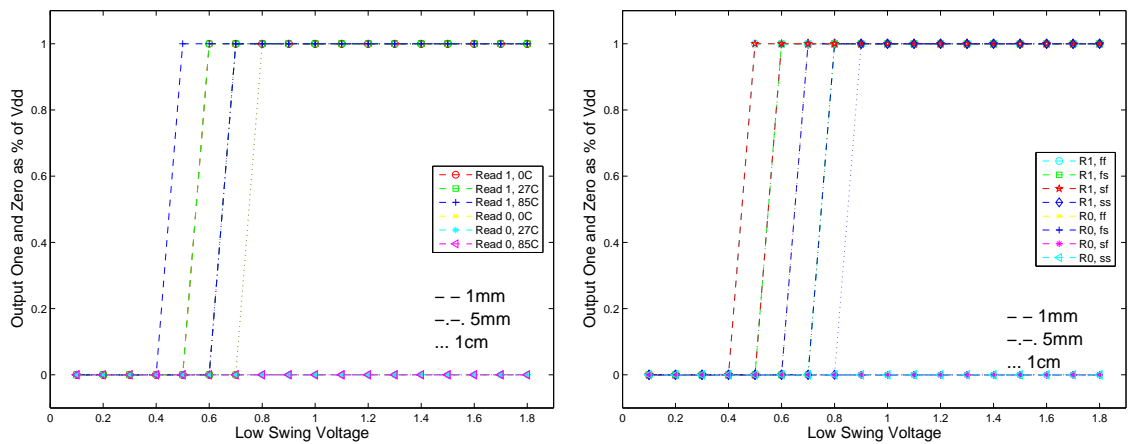 Output One and Zero as % of Vdd
1
0.8
0.6
0.4
0.2
0
0 0.2 0.4 0.6 0.8 1 1.2 1.4 1.6 1.8
Low Swing Voltage
Read 1, 0C
Read 1, 27C
Read 1, 85C
Read 0, 0C
Read 0, 27C
Read 0, 85C
– – 1mm
–.–. 5mm
... 1cm
Output One and Zero as % of Vdd
1
0.8
0.6
0.4
0.2
0
0 0.2 0.4 0.6 0.8 1 1.2 1.4 1.6 1.8
Low Swing Voltage
R1, ff
R1, fs
R1, sf
R1, ss
R0, ff
R0, fs
R0, sf
R0, ss
– – 1mm
–.–. 5mm
... 1cm